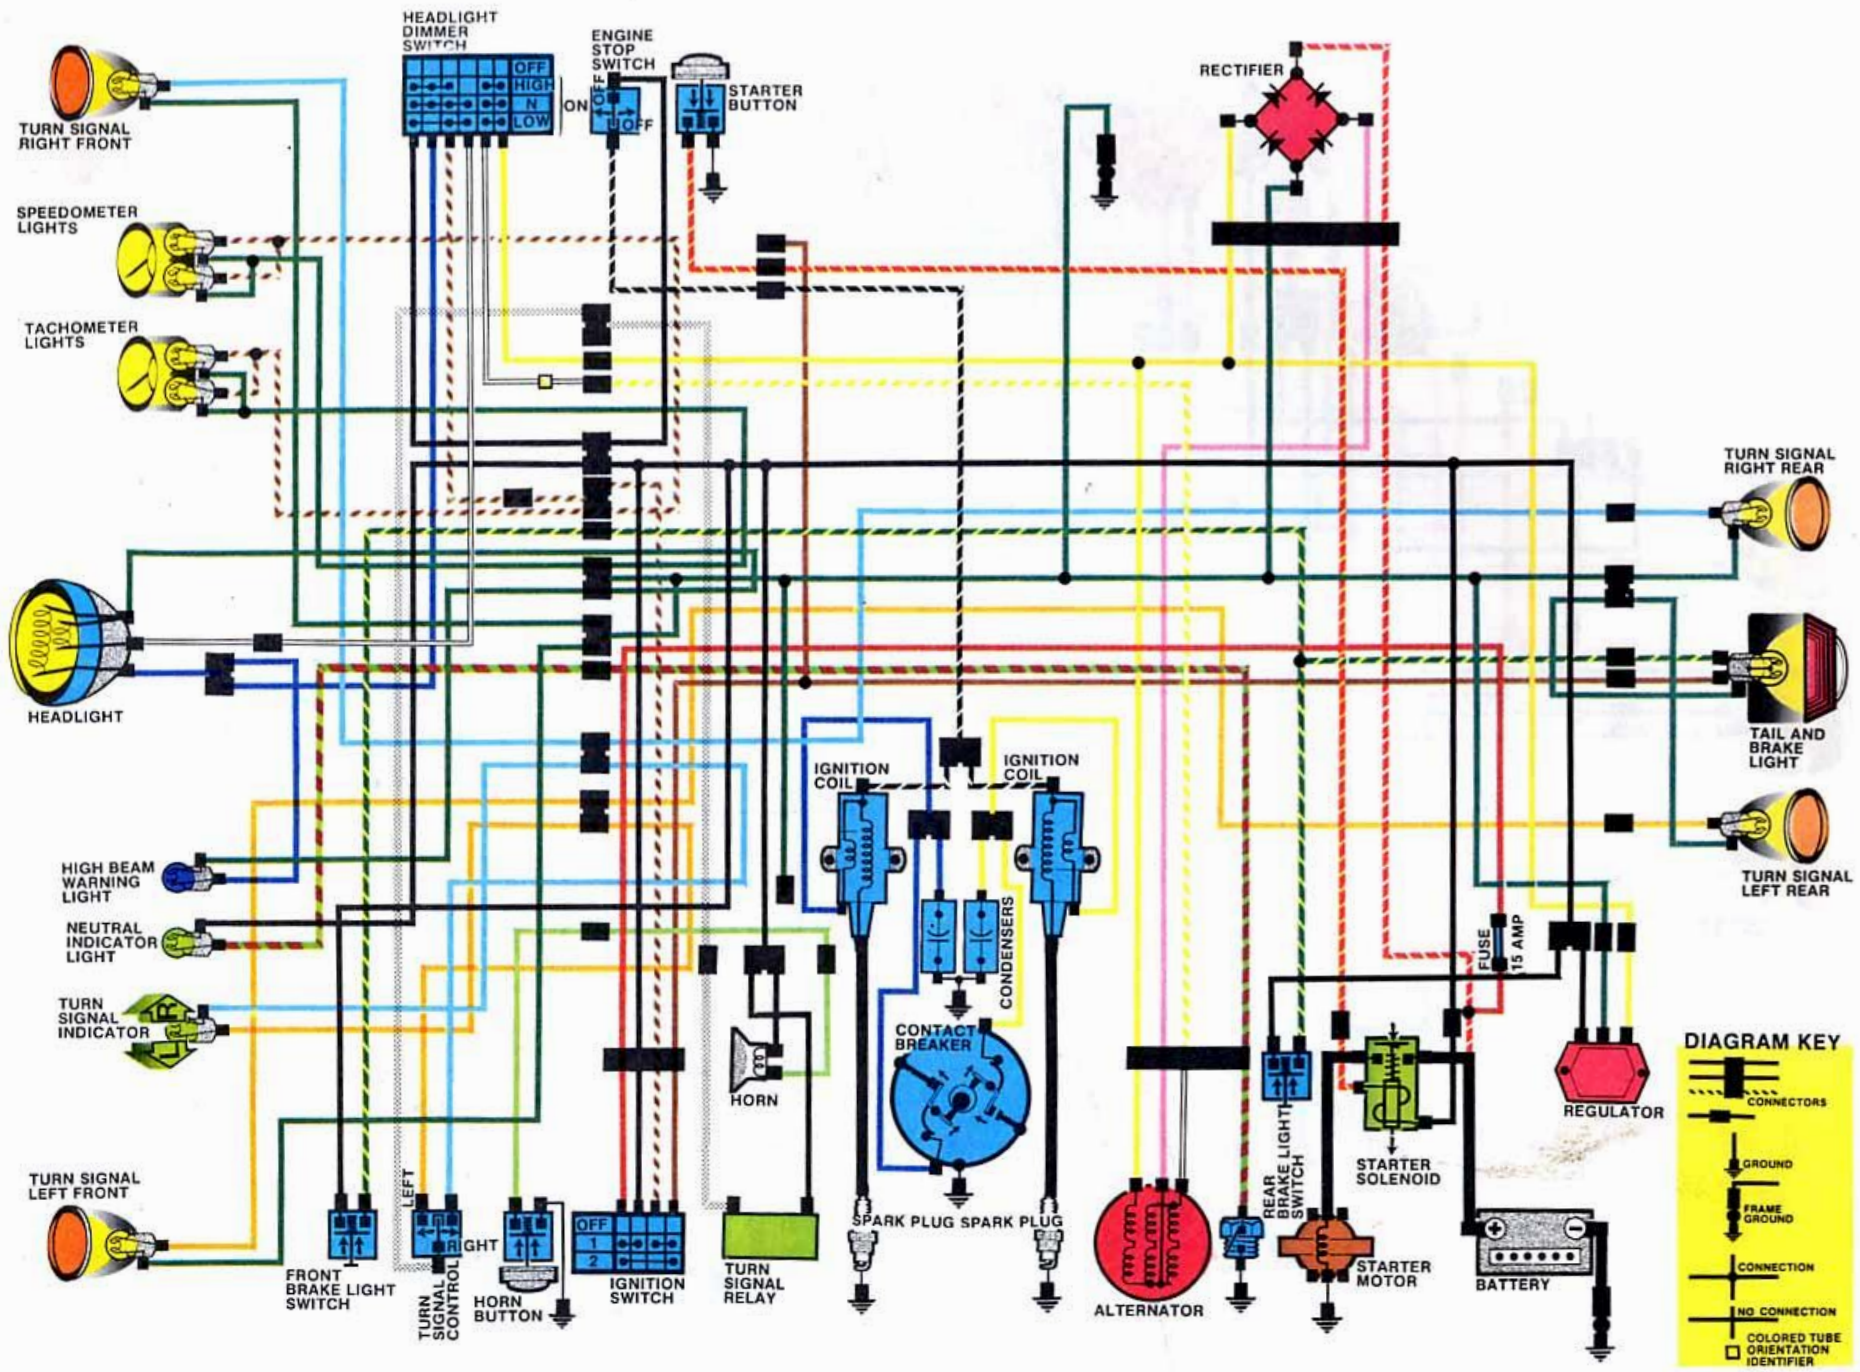 HEADLIGHT
DIMMER
SWITCH
OFF
HIGH
N
LOW
ON
ENGINE
STOP
SWITCH
OFF
OFF
STARTER
BUTTON
RECTIFIER
TURN SIGNAL
RIGHT FRONT
SPEEDOMETER
LIGHTS
TACHOMETER
LIGHTS
HEADLIGHT
TURN SIGNAL
RIGHT REAR
TAIL AND
BRAKE
LIGHT
TURN SIGNAL
LEFT REAR
IGNITION
COIL
IGNITION
COIL
HIGH BEAM
WARNING
LIGHT
NEUTRAL
INDICATOR
LIGHT
TURN
SIGNAL
INDICATOR
R
L
CONDENSERS
CONTACT
BREAKER
FUSE
15 AMP
HORN
REGULATOR
STARTER
SOLENOID
REAR
BRAKE LIGHT
SWITCH
TURN SIGNAL
LEFT FRONT
FRONT
BRAKE LIGHT
SWITCH
LEFT
RIGHT
TURN
SIGNAL
CONTROL
HORN
BUTTON
OFF
1
2
IGNITION
SWITCH
TURN
SIGNAL
RELAY
SPARK PLUG
SPARK PLUG
ALTERNATOR
STARTER
MOTOR
+
−
BATTERY
DIAGRAM KEY
CONNECTORS
GROUND
FRAME
GROUND
CONNECTION
NO CONNECTION
COLORED TUBE
ORIENTATION
IDENTIFIER